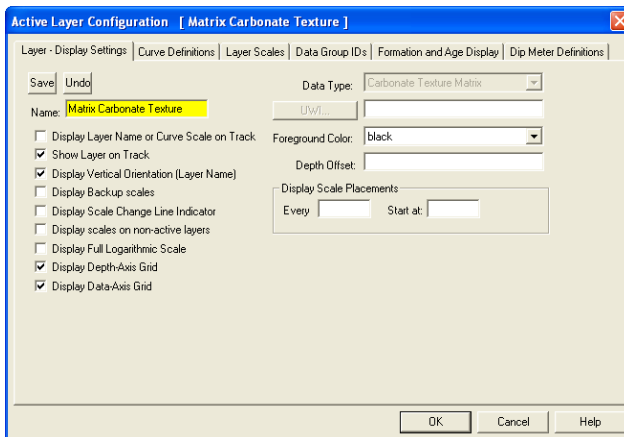 Active Layer Configuration [ Matrix Carbonate Texture ]
Layer - Display Settings Curve Definitions Layer Scales Data Group IDs Formation and Age Display Dip Meter Definitions
Save Undo
Data Type: Carbonate Texture Matrix
UWI...
Name: Matrix Carbonate Texture
Display Layer Name or Curve Scale on Track
Foreground Color: black
Show Layer on Track
Depth Offset:
Display Vertical Orientation (Layer Name)
Display Backup scales
Display Scale Placements
Display Scale Change Line Indicator
Every Start at:
Display scales on non-active layers
Display Full Logarithmic Scale
Display Depth-Axis Grid
Display Data-Axis Grid
OK Cancel Help